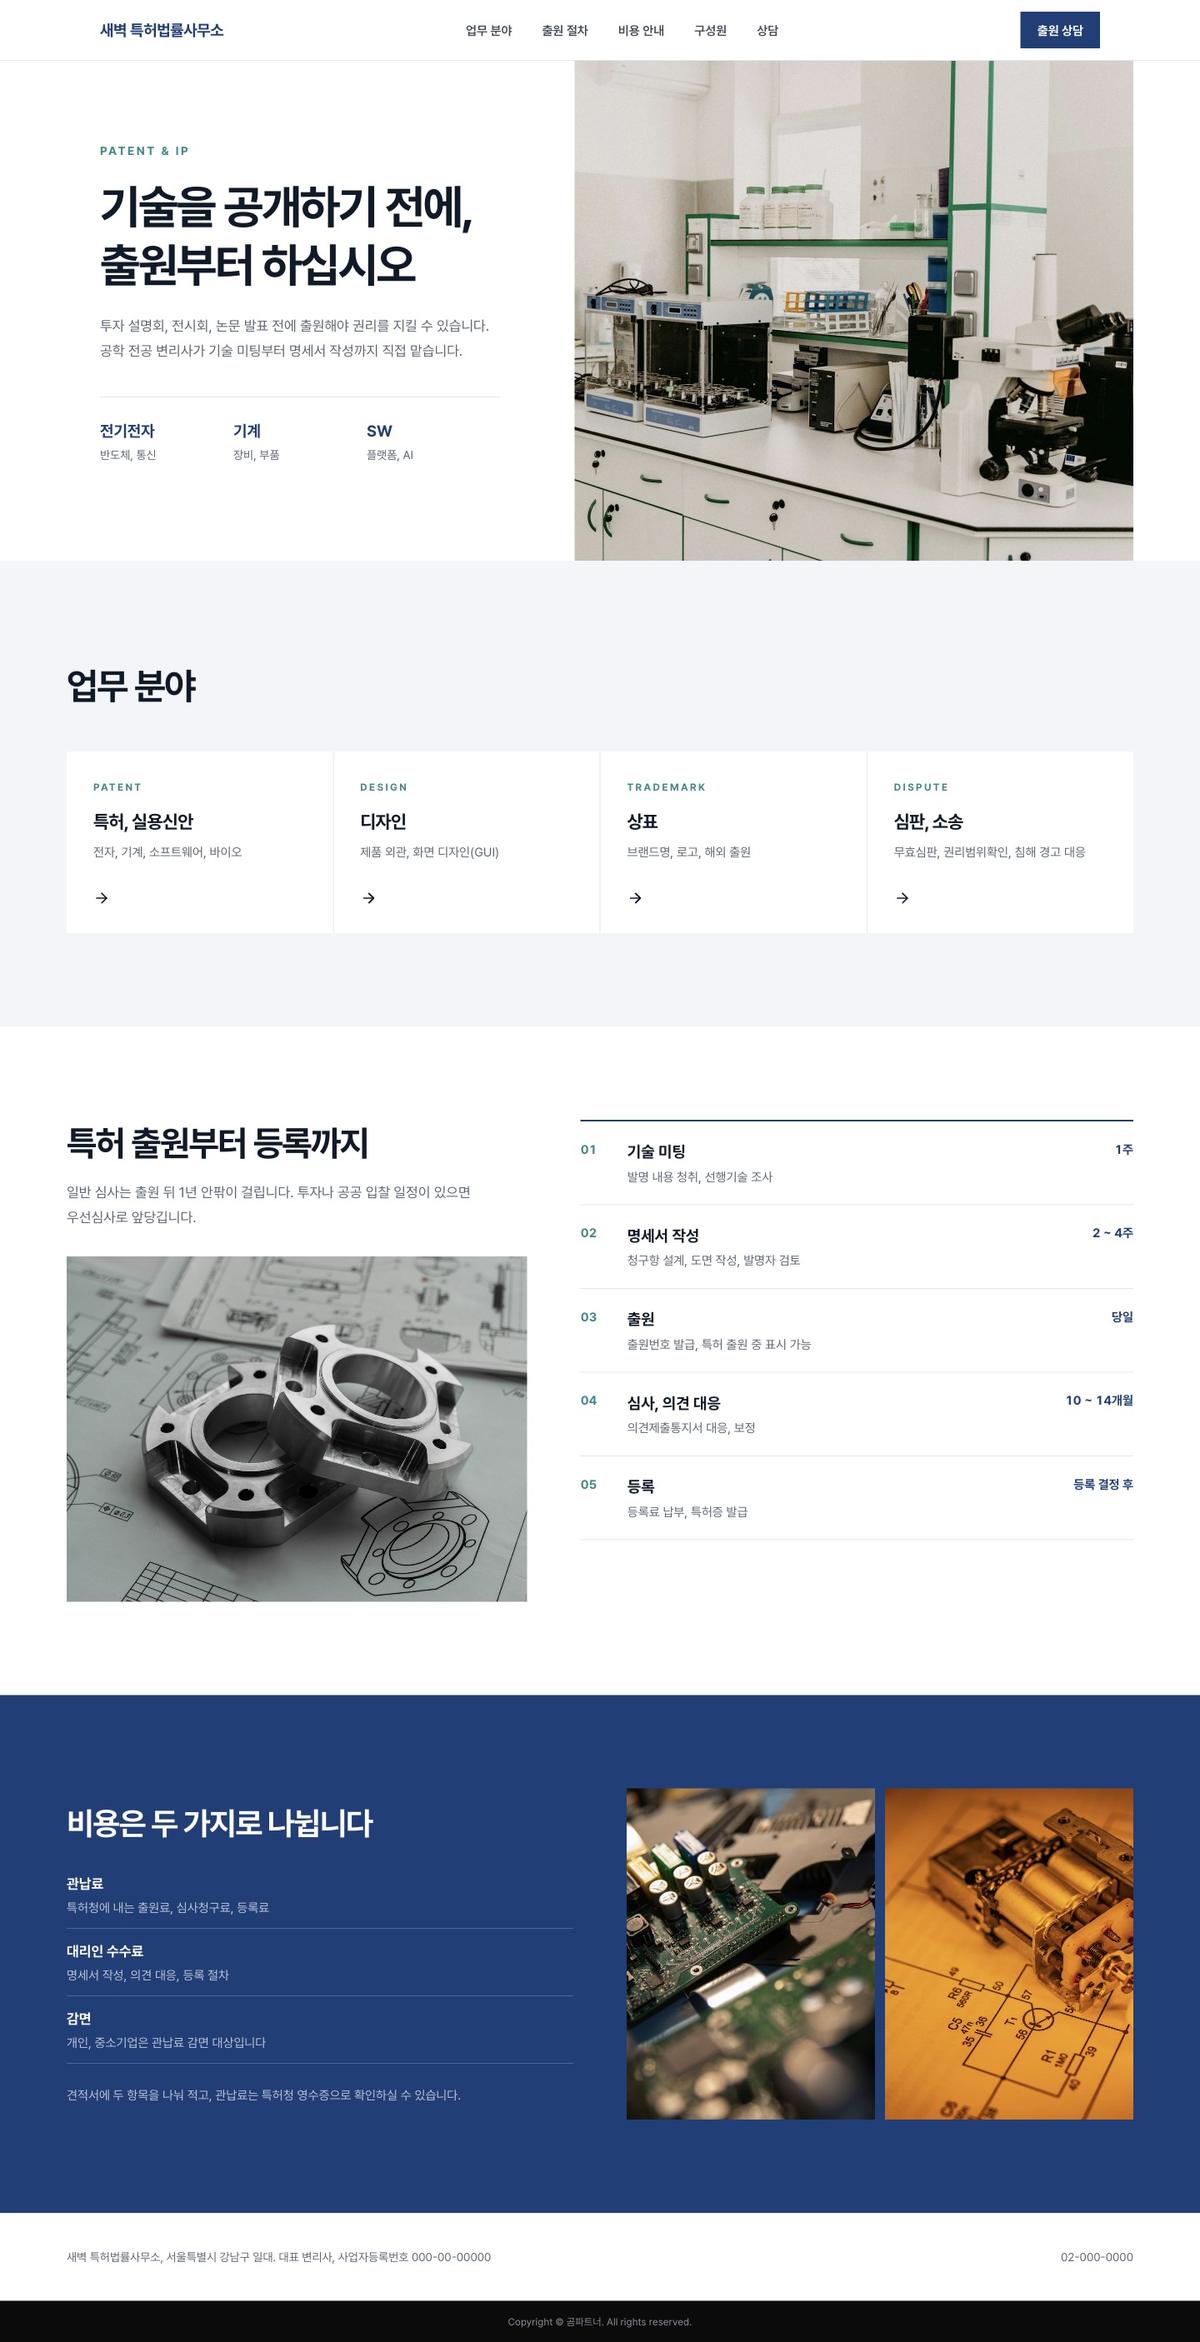 새벽 특허법률사무소
업무 분야
출원 절차
비용 안내
구성원
상담
출원 상담
PATENT & IP
기술을 공개하기 전에,
출원부터 하십시오
투자 설명회, 전시회, 논문 발표 전에 출원해야 권리를 지킬 수 있습니다.
공학 전공 변리사가 기술 미팅부터 명세서 작성까지 직접 맡습니다.
전기전자
반도체, 통신
기계
장비, 부품
SW
플랫폼, AI
업무 분야
PATENT
특허, 실용신안
전자, 기계, 소프트웨어, 바이오
DESIGN
디자인
제품 외관, 화면 디자인(GUI)
TRADEMARK
상표
브랜드명, 로고, 해외 출원
DISPUTE
심판, 소송
무효심판, 권리범위확인, 침해 경고 대응
특허 출원부터 등록까지
일반 심사는 출원 뒤 1년 안팎이 걸립니다. 투자나 공공 입찰 일정이 있으면
우선심사로 앞당깁니다.
01
기술 미팅
1주
발명 내용 청취, 선행기술 조사
02
명세서 작성
2 ~ 4주
청구항 설계, 도면 작성, 발명자 검토
03
출원
당일
출원번호 발급, 특허 출원 중 표시 가능
04
심사, 의견 대응
10 ~ 14개월
의견제출통지서 대응, 보정
05
등록
등록 결정 후
등록료 납부, 특허증 발급
비용은 두 가지로 나뉩니다
관납료
특허청에 내는 출원료, 심사청구료, 등록료
대리인 수수료
명세서 작성, 의견 대응, 등록 절차
감면
개인, 중소기업은 관납료 감면 대상입니다
견적서에 두 항목을 나눠 적고, 관납료는 특허청 영수증으로 확인하실 수 있습니다.
49
R6
560R
50
57
C5
47n
36
35
T1
56
R1
1M0
39
40
새벽 특허법률사무소, 서울특별시 강남구 일대. 대표 변리사, 사업자등록번호 000-00-00000
02-000-0000
Copyright © 곰파트너. All rights reserved.